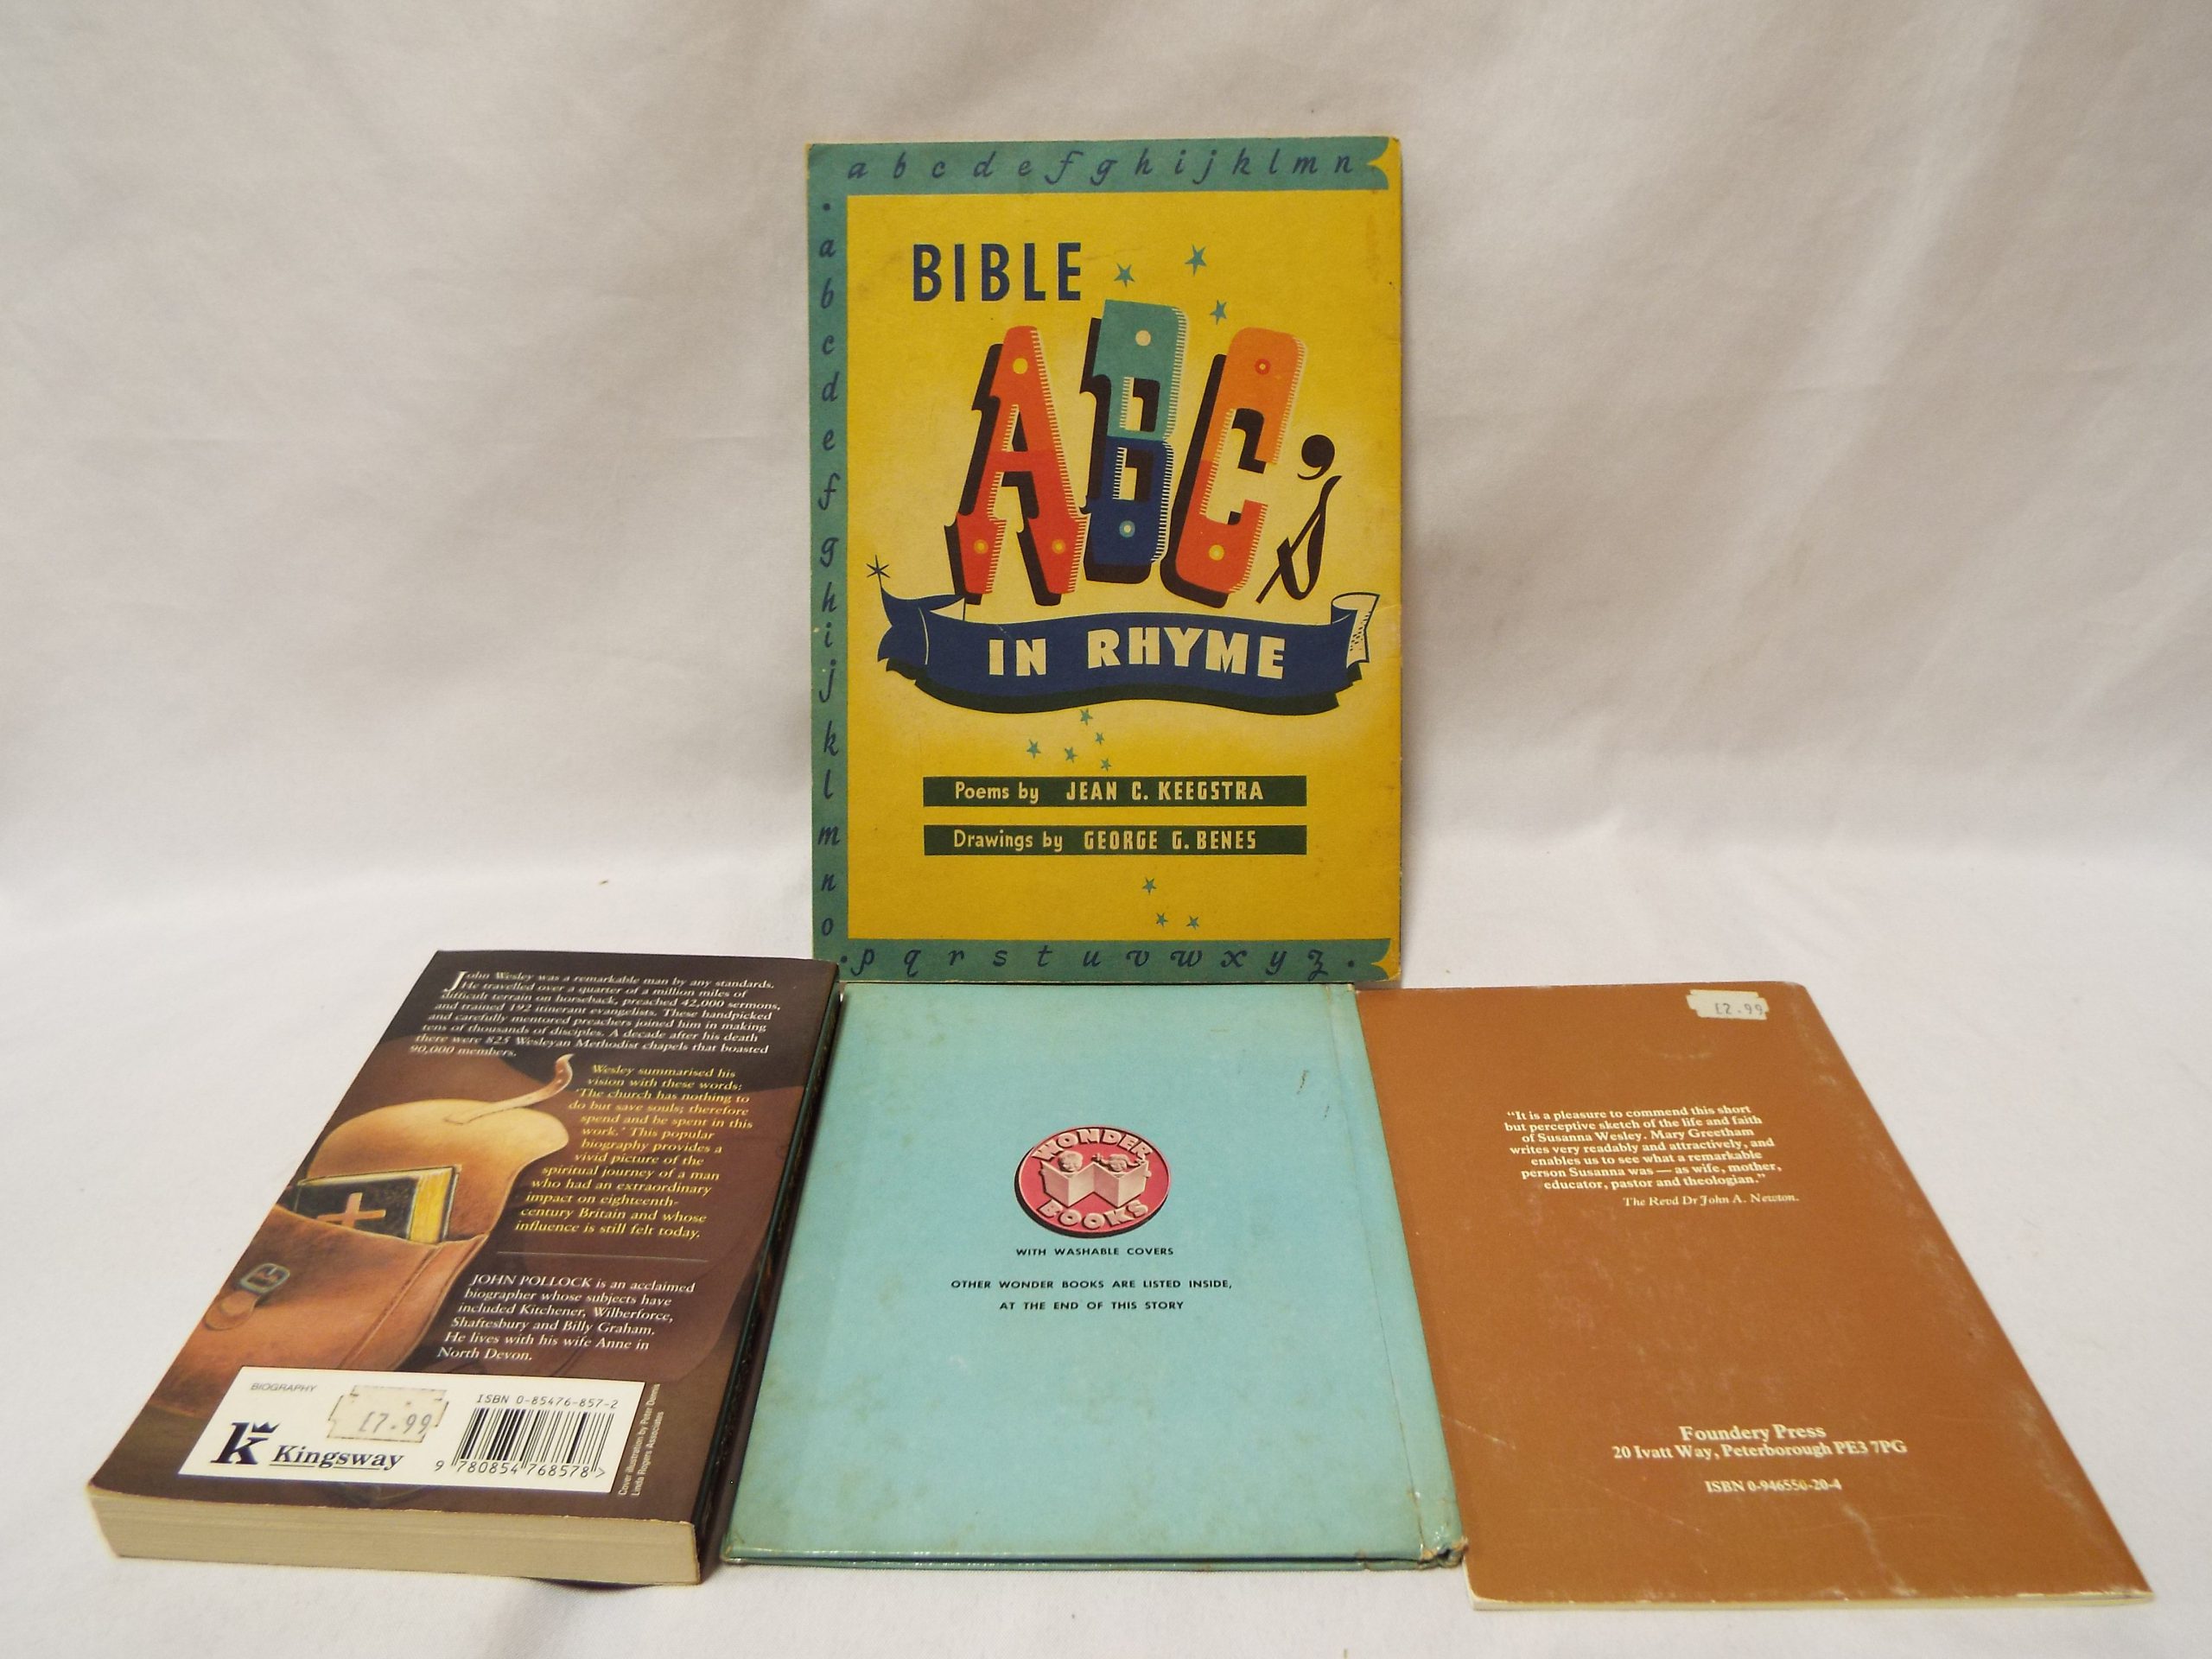 a b c d e f g h i j k l m n
a
b
c
d
e
f
g
h
i
j
k
l
m
n
o
p q r s t u v w x y z
BIBLE
ABC's
IN RHYME
Poems by JEAN C. KEEGSTRA
Drawings by GEORGE G. BENES
John Wesley was a remarkable man by any standards.
He travelled over a quarter of a million miles of
difficult terrain on horseback, preached 42,000 sermons,
and trained 192 itinerant evangelists. These handpicked
and carefully mentored preachers joined him in making
tens of thousands of disciples. A decade after his death
there were 825 Wesleyan Methodist chapels that boasted
90,000 members.
Wesley summarised his
vision with these words:
'The church has nothing to
do but save souls; therefore
spend and be spent in this
work.' This popular
biography provides a
vivid picture of the
spiritual journey of a man
who had an extraordinary
impact on eighteenth-
century Britain and whose
influence is still felt today.
JOHN POLLOCK is an acclaimed
biographer whose subjects have
included Kitchener, Wilberforce,
Shaftesbury and Billy Graham.
He lives with his wife Anne in
North Devon.
BIOGRAPHY
£7.99
k
Kingsway
ISBN 0-85476-857-2
9 780854 768578 >
Cover illustration by Peter Dennis
Linda Rogers Associates
WONDER
BOOKS
WITH WASHABLE COVERS
OTHER WONDER BOOKS ARE LISTED INSIDE,
AT THE END OF THIS STORY
£2.99
"It is a pleasure to commend this short
but perceptive sketch of the life and faith
of Susanna Wesley. Mary Greetham
writes very readably and attractively, and
enables us to see what a remarkable
person Susanna was — as wife, mother,
educator, pastor and theologian."
The Revd Dr John A. Newton.
Foundery Press
20 Ivatt Way, Peterborough PE3 7PG
ISBN 0-946550-20-4